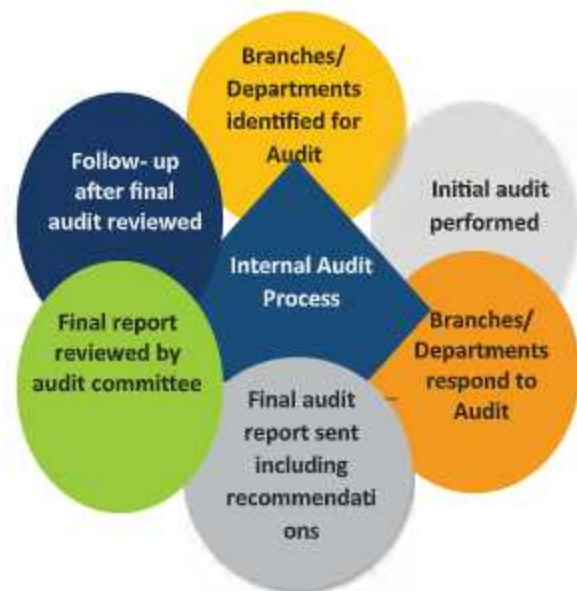 Branches/
Departments
identified for
Audit
Initial audit
performed
Branches/
Departments
respond to
Audit
Final audit
report sent
including
recommendati
ons
Final report
reviewed by
audit committee
Follow- up
after final
audit reviewed
Internal Audit
Process